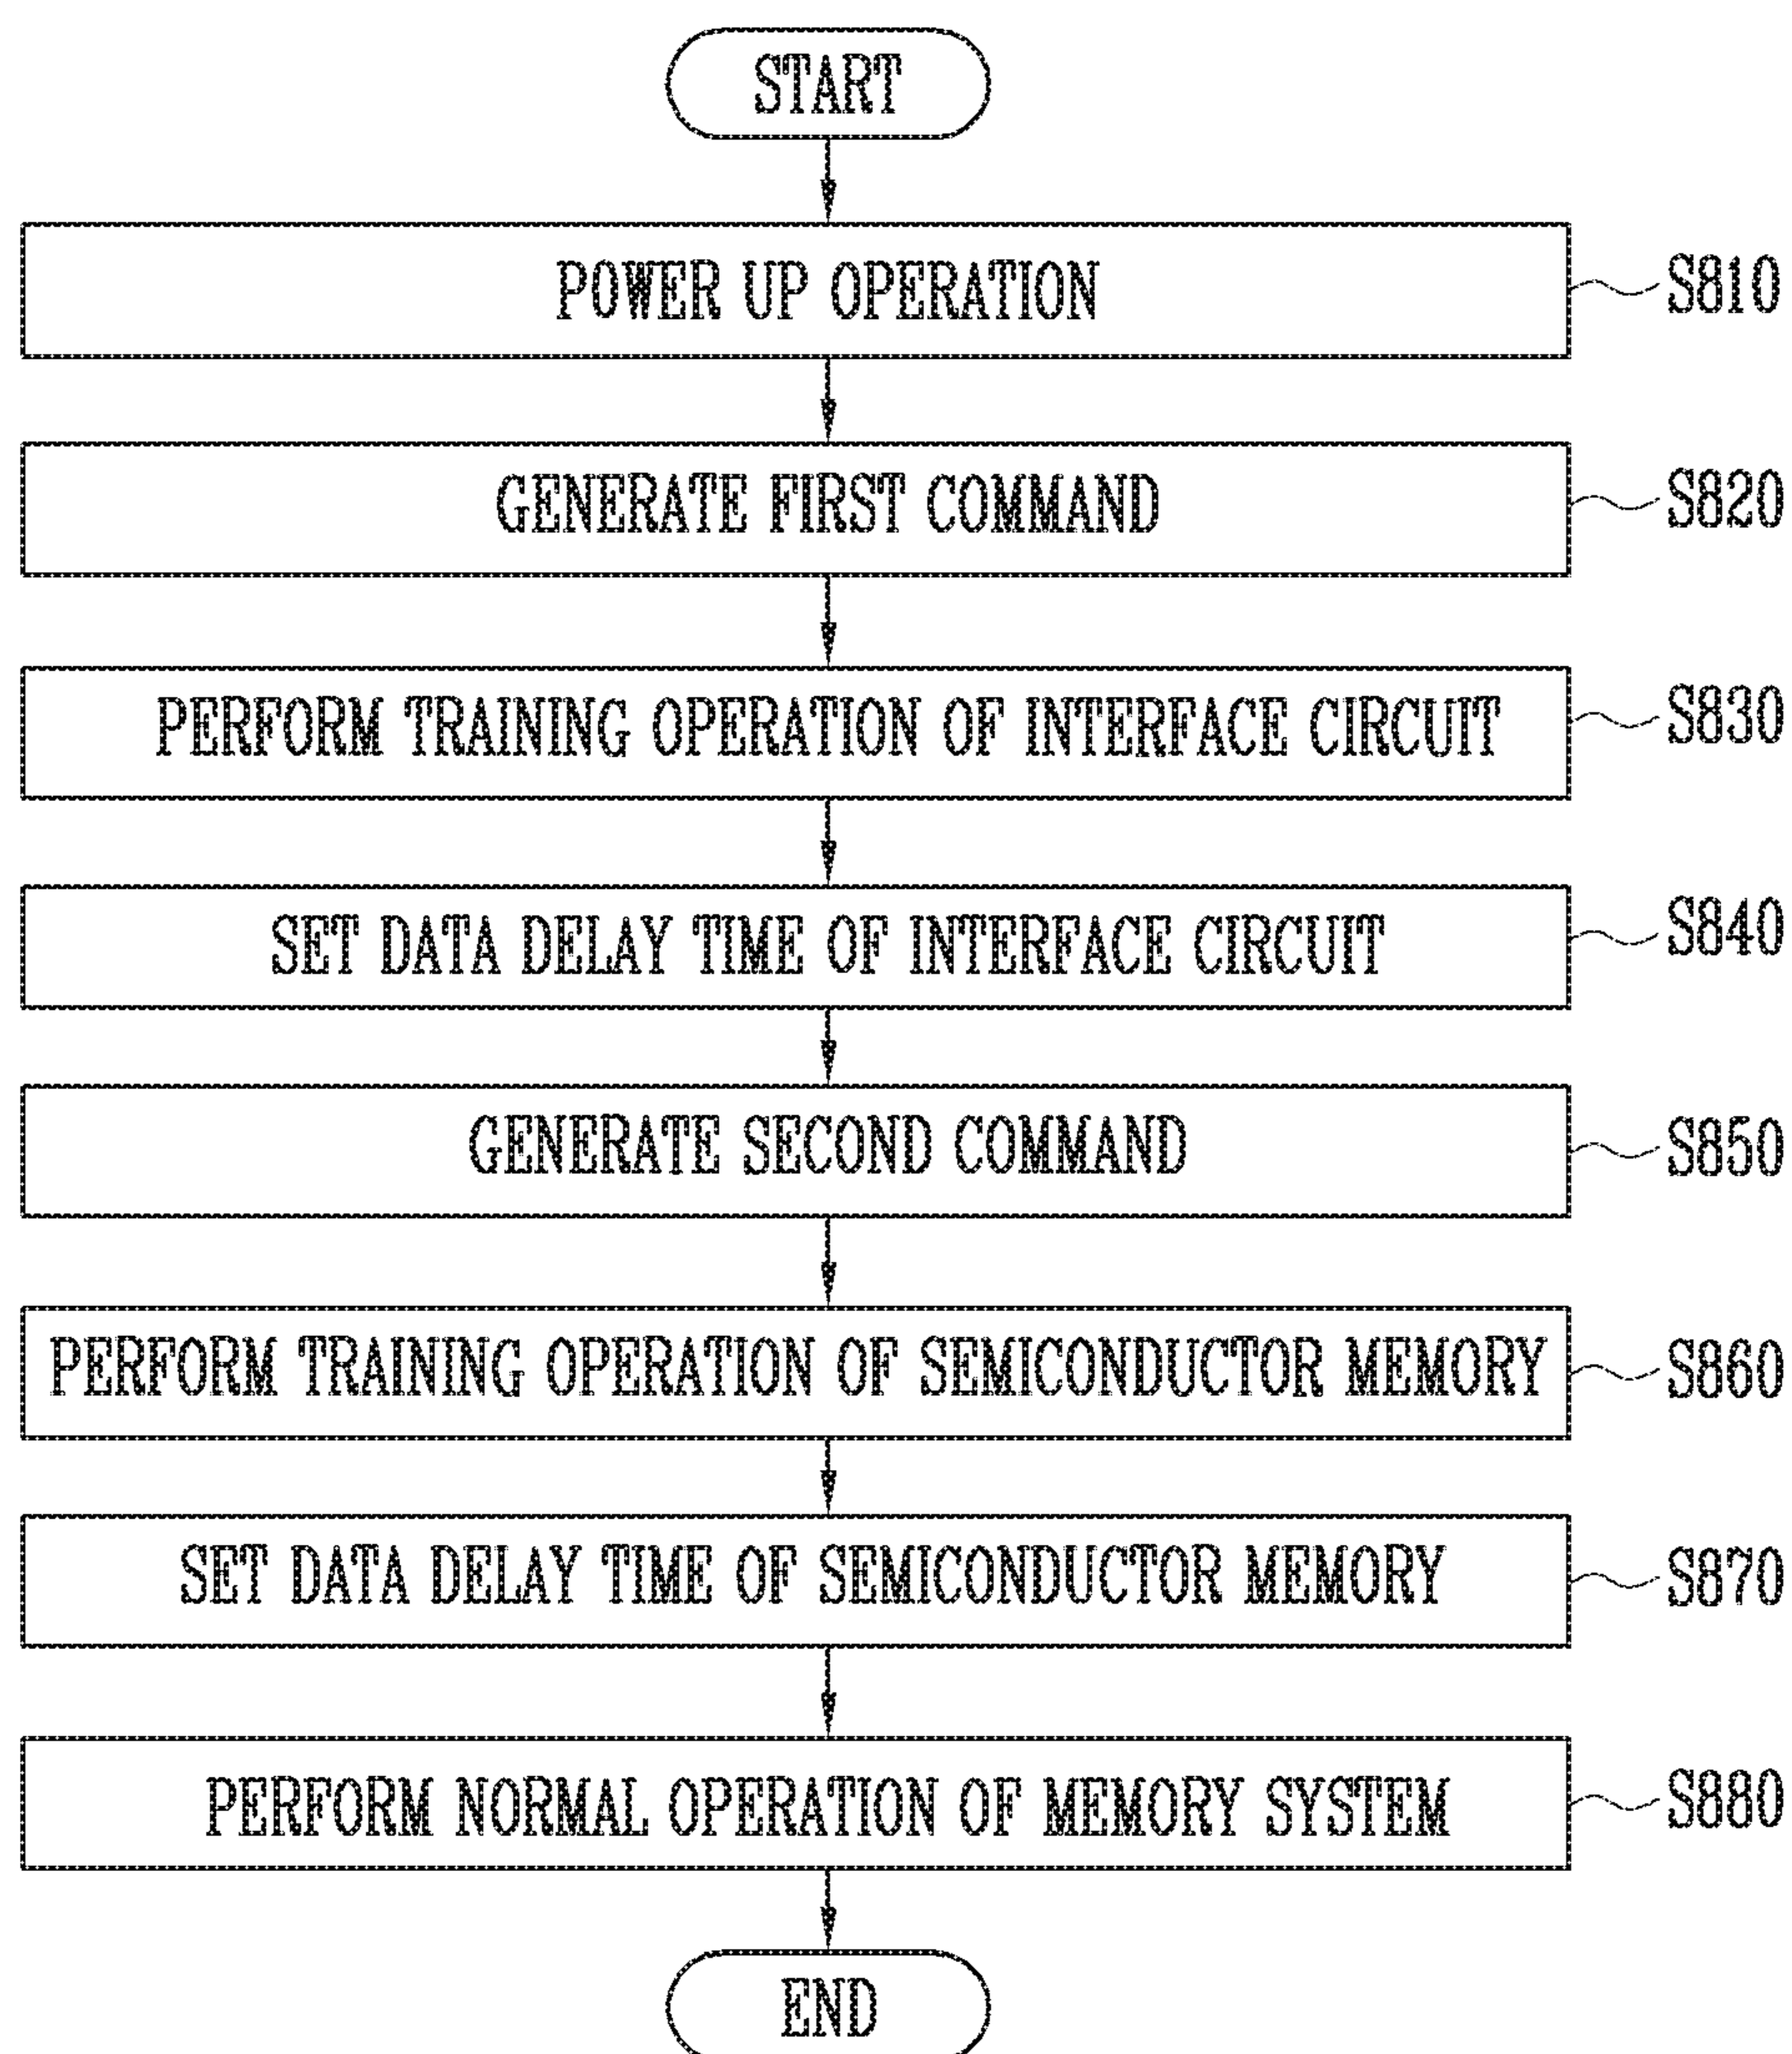 START
POWER UP OPERATION
S810
GENERATE FIRST COMMAND
S820
PERFORM TRAINING OPERATION OF INTERFACE CIRCUIT
S830
SET DATA DELAY TIME OF INTERFACE CIRCUIT
S840
GENERATE SECOND COMMAND
S850
PERFORM TRAINING OPERATION OF SEMICONDUCTOR MEMORY
S860
SET DATA DELAY TIME OF SEMICONDUCTOR MEMORY
S870
PERFORM NORMAL OPERATION OF MEMORY SYSTEM
S880
END